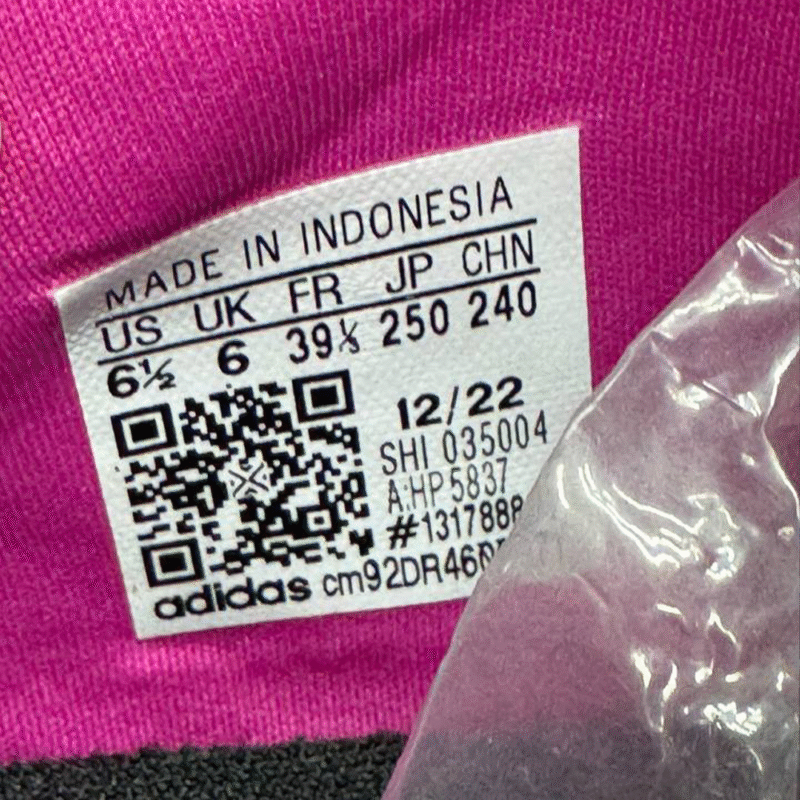 MADE IN INDONESIA
US UK FR JP CHN
6½ 6 39⅓ 250 240
12/22
SHI 035004
A:HP5837
adidas